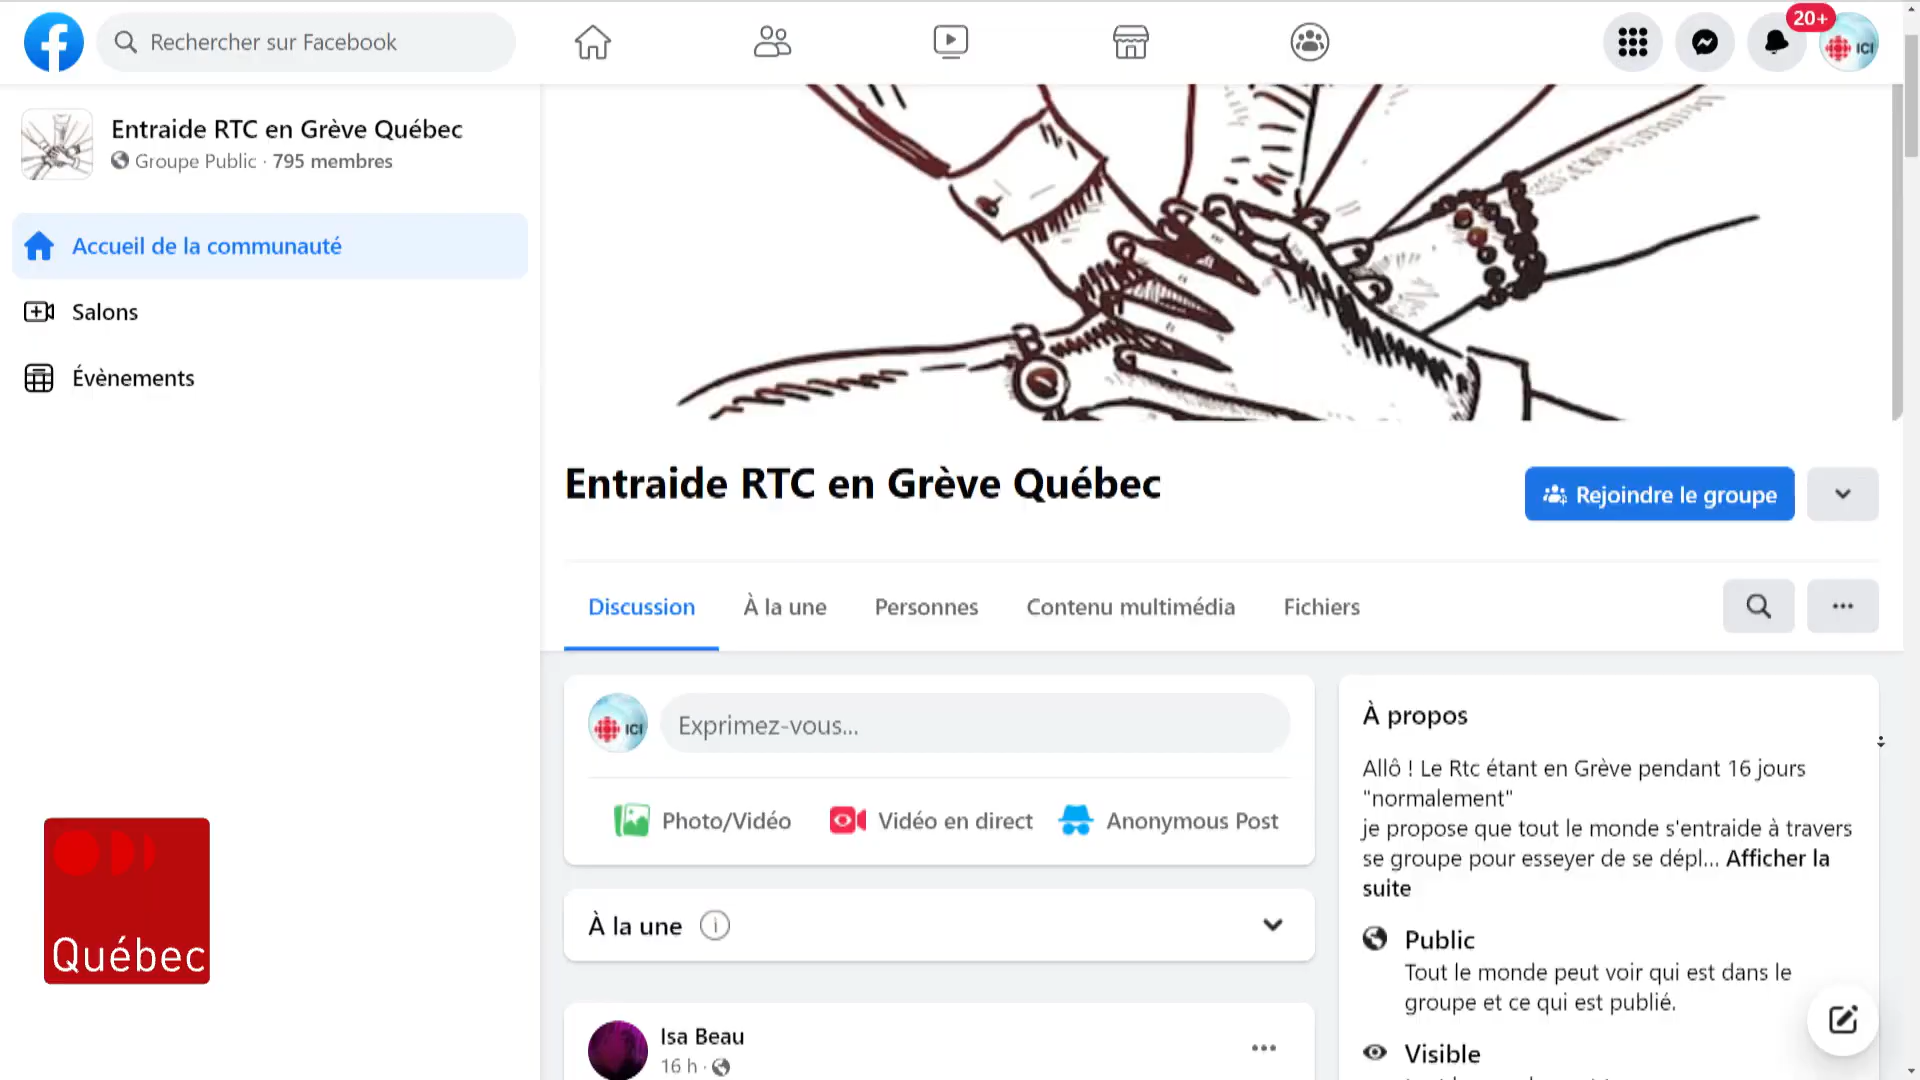 Rechercher sur Facebook
20+
ICI
Entraide RTC en Grève Québec
Groupe Public · 795 membres
Accueil de la communauté
Salons
Évènements
Entraide RTC en Grève Québec
Rejoindre le groupe
Discussion
À la une
Personnes
Contenu multimédia
Fichiers
ICI
Exprimez-vous...
Photo/Vidéo
Vidéo en direct
Anonymous Post
À la une
Isa Beau
16 h ·
À propos
Allô ! Le Rtc étant en Grève pendant 16 jours
"normalement"
je propose que tout le monde s'entraide à travers
se groupe pour esseyer de se dépl... Afficher la
suite
Public
Tout le monde peut voir qui est dans le
groupe et ce qui est publié.
Visible
Québec